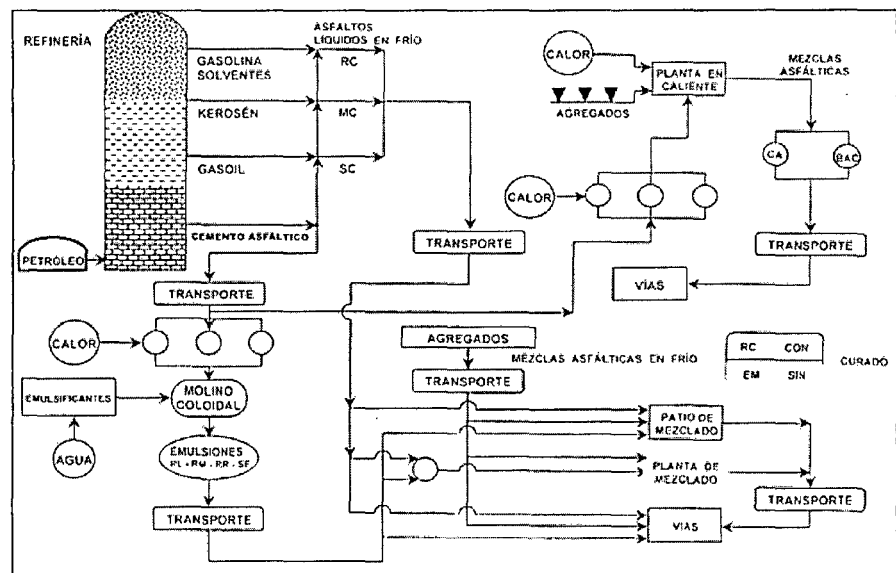 REFINERÍA
ASFALTOS
LÍQUIDOS EN FRÍO
GASOLINA
SOLVENTES
RC
KEROSÉN
MC
GASOIL
SC
CEMENTO ASFÁLTICO
PETRÓLEO
TRANSPORTE
TRANSPORTE
CALOR
PLANTA EN
CALIENTE
MEZCLAS
ASFÁLTICAS
AGREGADOS
CALOR
CA
BAC
TRANSPORTE
VÍAS
CALOR
MOLINO
COLOIDAL
EMULSIFICANTES
AGUA
EMULSIONES
TRANSPORTE
AGREGADOS
MEZCLAS ASFÁLTICAS EN FRÍO
TRANSPORTE
RC CON
EM SIN
CURADO
PATIO DE
MEZCLADO
PLANTA DE
MEZCLADO
TRANSPORTE
VIAS